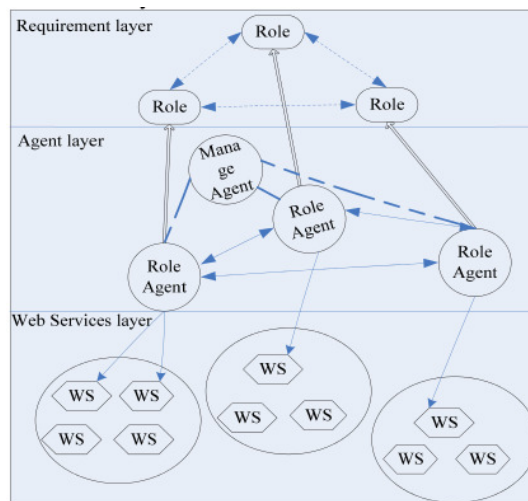 Requirement layer
Role
Role
Role
Agent layer
Mana
ge
Agent
Role
Agent
Role
Agent
Role
Agent
Web Services layer
WS
WS
WS
WS
WS
WS
WS
WS
WS
WS